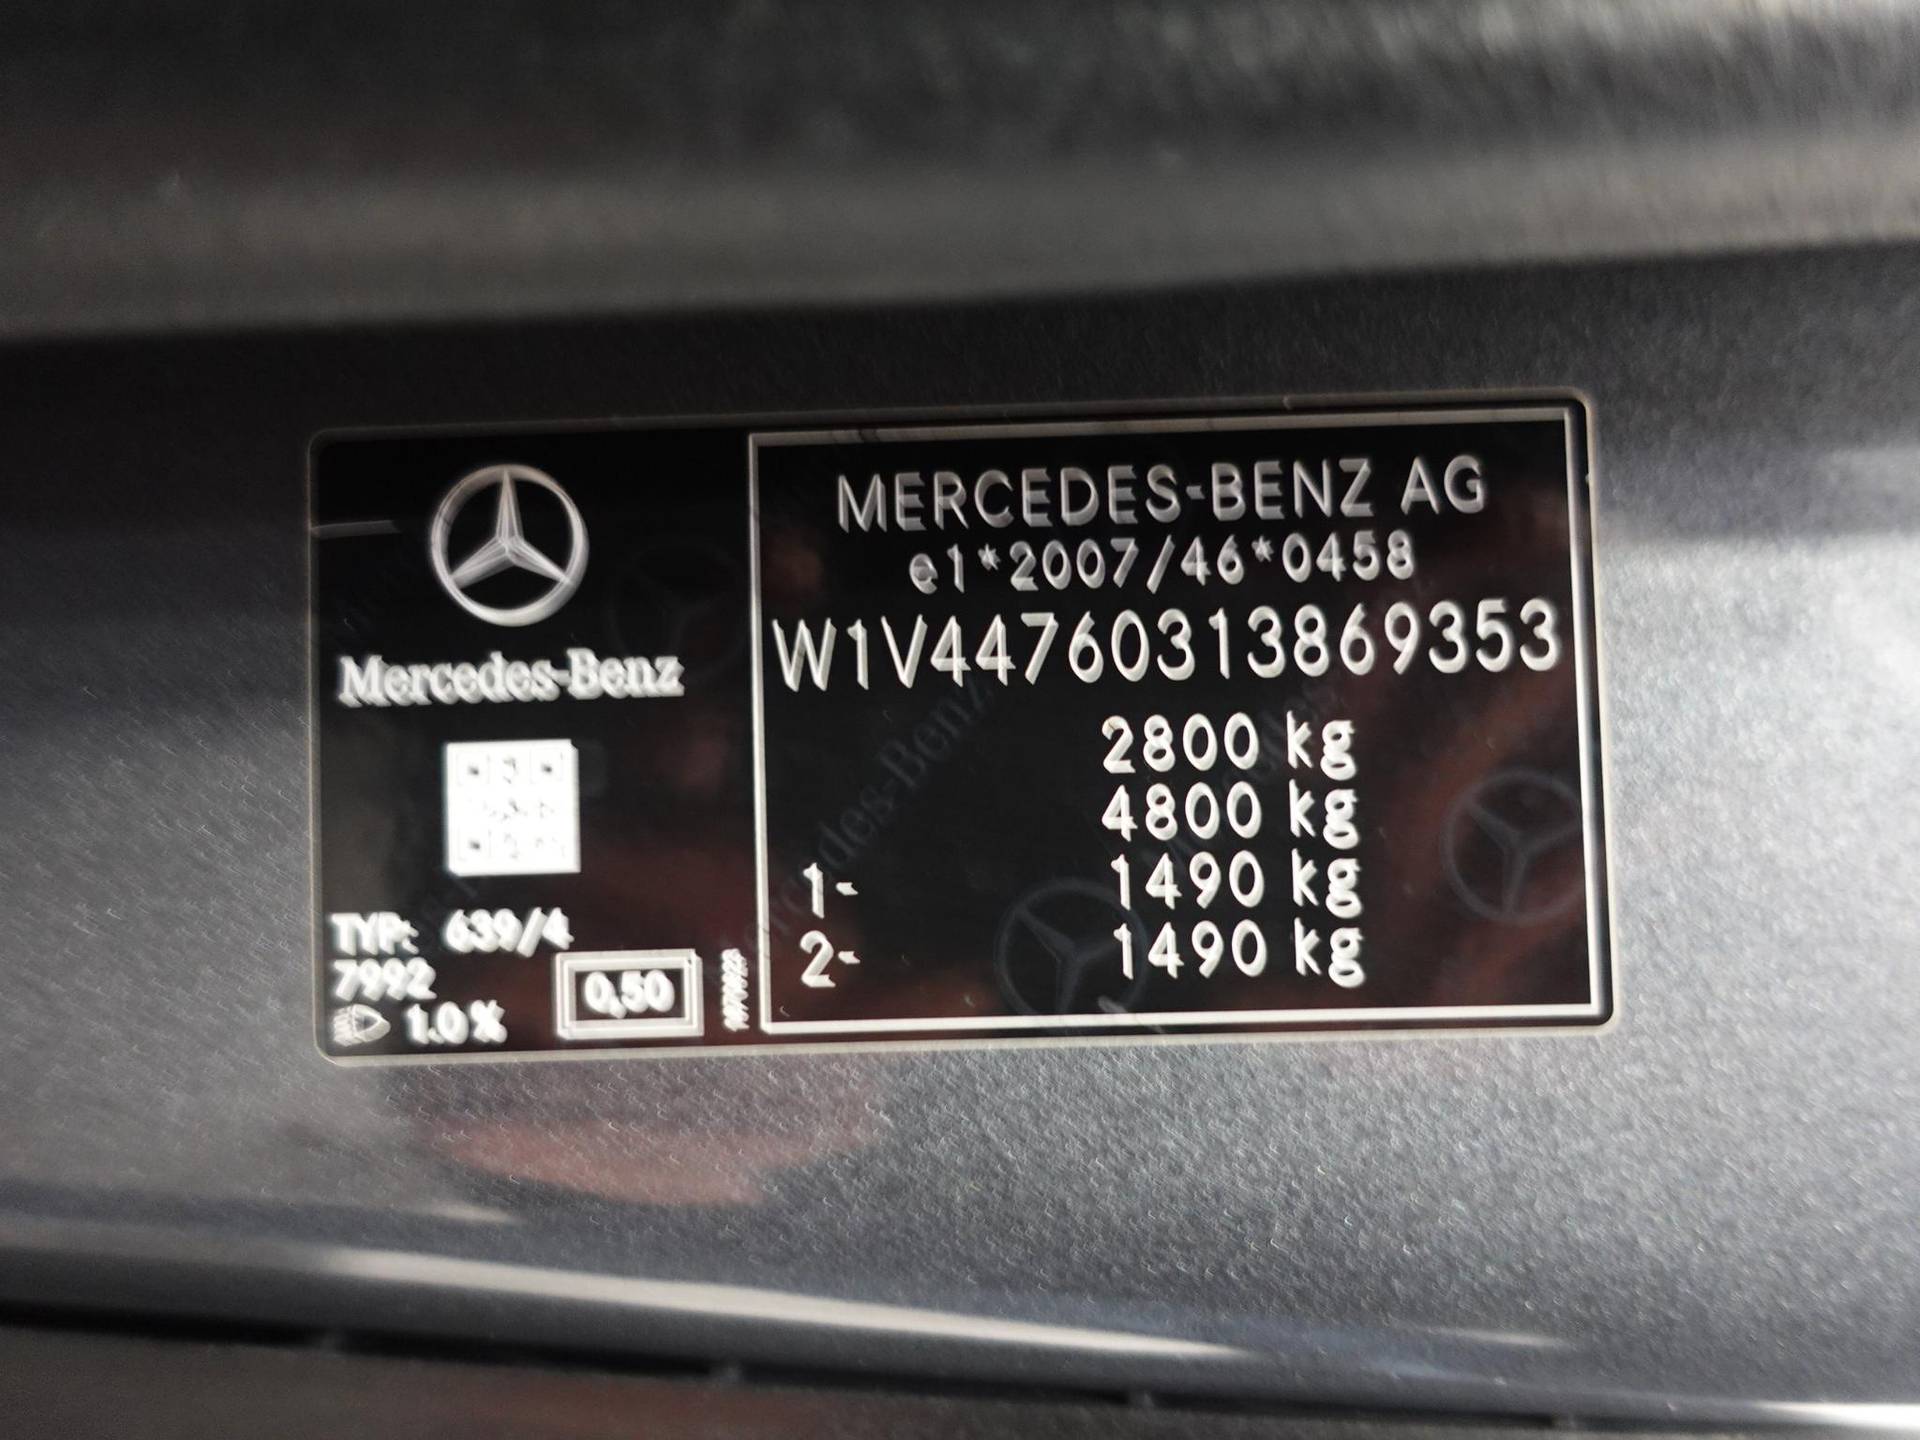 Mercedes-Benz
TYP: 639/4
7992
1.0%
0,50
MERCEDES-BENZ AG
e1*2007/46*0458
W1V44760313869353
2800 kg
4800 kg
1- 1490 kg
2- 1490 kg